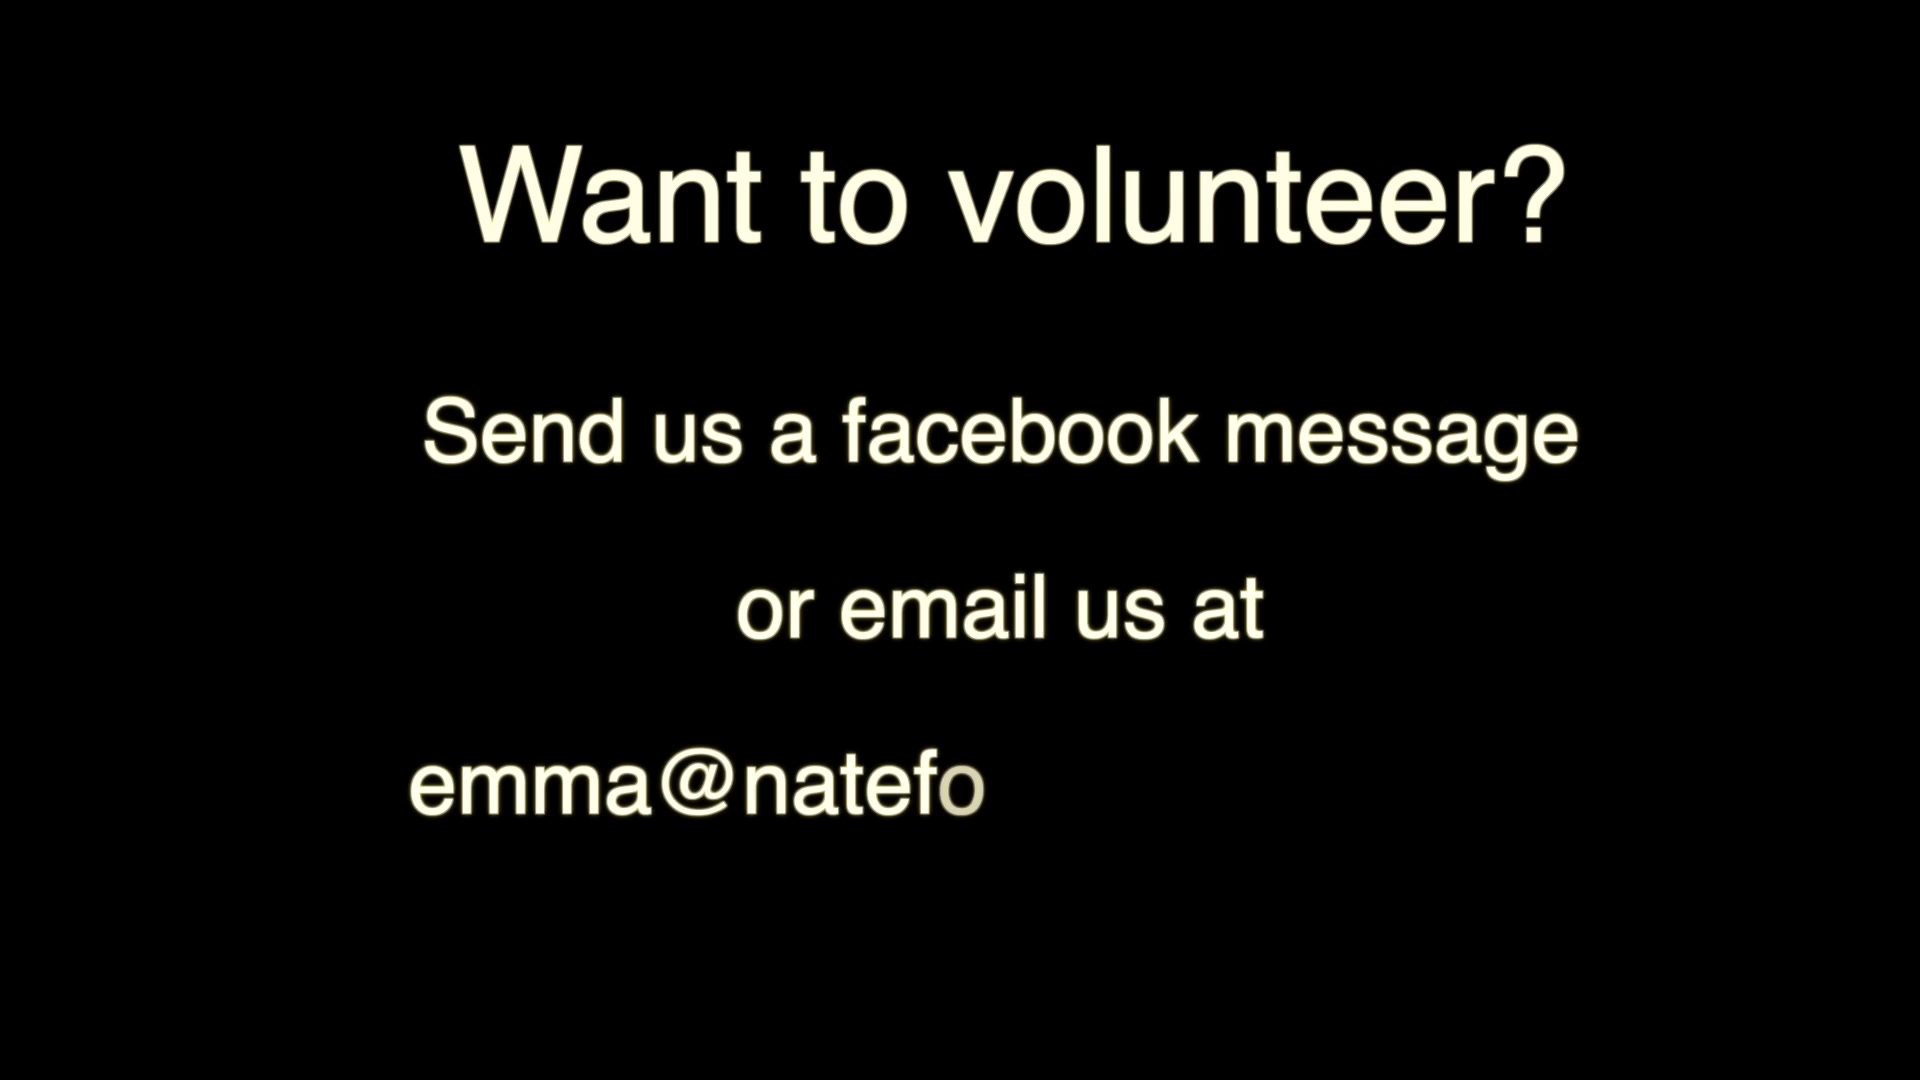 Want to volunteer?
Send us a facebook message
or email us at
emma@natefo